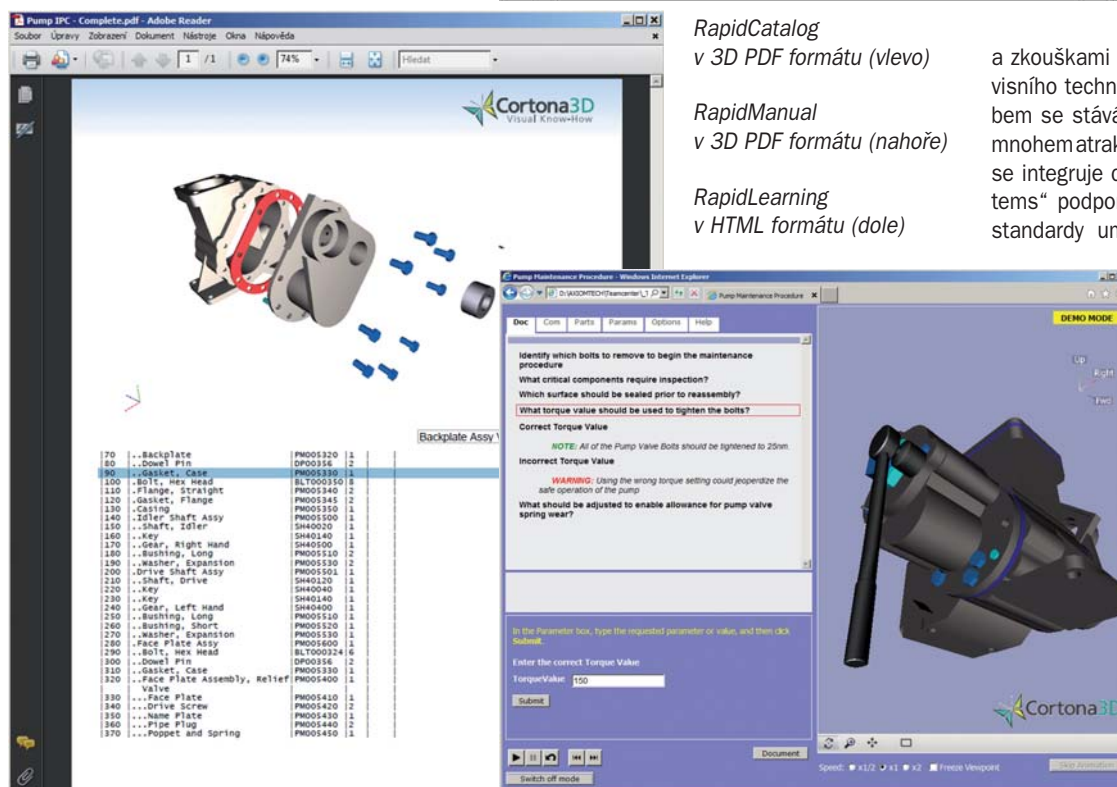 Pump IPC - Complete.pdf - Adobe Reader
Soubor Úpravy Zobrazení Dokument Nástroje Okna Nápověda
1 /1 74% Hledat
Cortona3D
Visual Know-How
Backplate Assy
70 |..Backplate |PM005320 |1
80 |..Dowel Pin |DP00356 |2
90 |..Gasket, Case |PM005330 |1
100 |.Bolt, Hex Head |BLT000350|8
110 |.Flange, Straight |PM005340 |2
120 |.Gasket, Flange |PM005345 |2
130 |.Casing |PM005350 |1
140 |.Idler Shaft Assy |PM005500 |1
150 |..Shaft, Idler |SH40020 |1
160 |..Key |SH40140 |1
170 |..Gear, Right Hand |SH40500 |1
180 |..Bushing, Long |PM005510 |2
190 |..Washer, Expansion |PM005530 |2
200 |.Drive Shaft Assy |PM005501 |1
210 |..Shaft, Drive |SH40120 |1
220 |..Key |SH40040 |1
230 |..Key |SH40140 |1
240 |..Gear, Left Hand |SH40400 |1
250 |..Bushing, Long |PM005510 |1
260 |..Bushing, Short |PM005520 |1
270 |..Washer, Expansion |PM005530 |1
280 |.Face Plate Assy |PM005600 |1
290 |..Bolt, Hex Head |BLT000324|6
300 |..Dowel Pin |DP00356 |2
310 |..Gasket, Case |PM005330 |1
320 |..Face Plate Assembly, Relief|PM05400 |1
Valve
330 |...Face Plate |PM005410 |1
340 |...Drive Screw |PM005420 |2
350 |...Name Plate |PM005430 |1
360 |...Pipe Plug |PM005440 |2
370 |...Poppet and Spring |PM005450 |1
RapidCatalog
v 3D PDF formátu (vlevo)
RapidManual
v 3D PDF formátu (nahoře)
RapidLearning
v HTML formátu (dole)
a zkouškami
visního techn
bem se stává
mnohem atrak
se integruje
tems“ podpo
standardy
Pump Maintenance Procedure - Windows Internet Explorer
Pump Maintenance Procedure
Doc Com Parts Params Options Help
Identify which bolts to remove to begin the maintenance
procedure
What critical components require inspection?
Which surface should be sealed prior to reassembly?
What torque value should be used to tighten the bolts?
Correct Torque Value
NOTE: All of the Pump Valve Bolts should be tightened to 25nm.
Incorrect Torque Value
WARNING: Using the wrong torque setting could jeoperdize the
safe operation of the pump
What should be adjusted to enable allowance for pump valve
spring wear?
In the Parameter box, type the requested parameter or value, and then click
Submit.
Enter the correct Torque Value
TorqueValue 150
Submit
Document
Switch off mode
DEMO MODE
Up
Right
Fwd
Cortona3D
Speed: x1/2 x1 x2 Freeze Viewpoint
Skip Animation